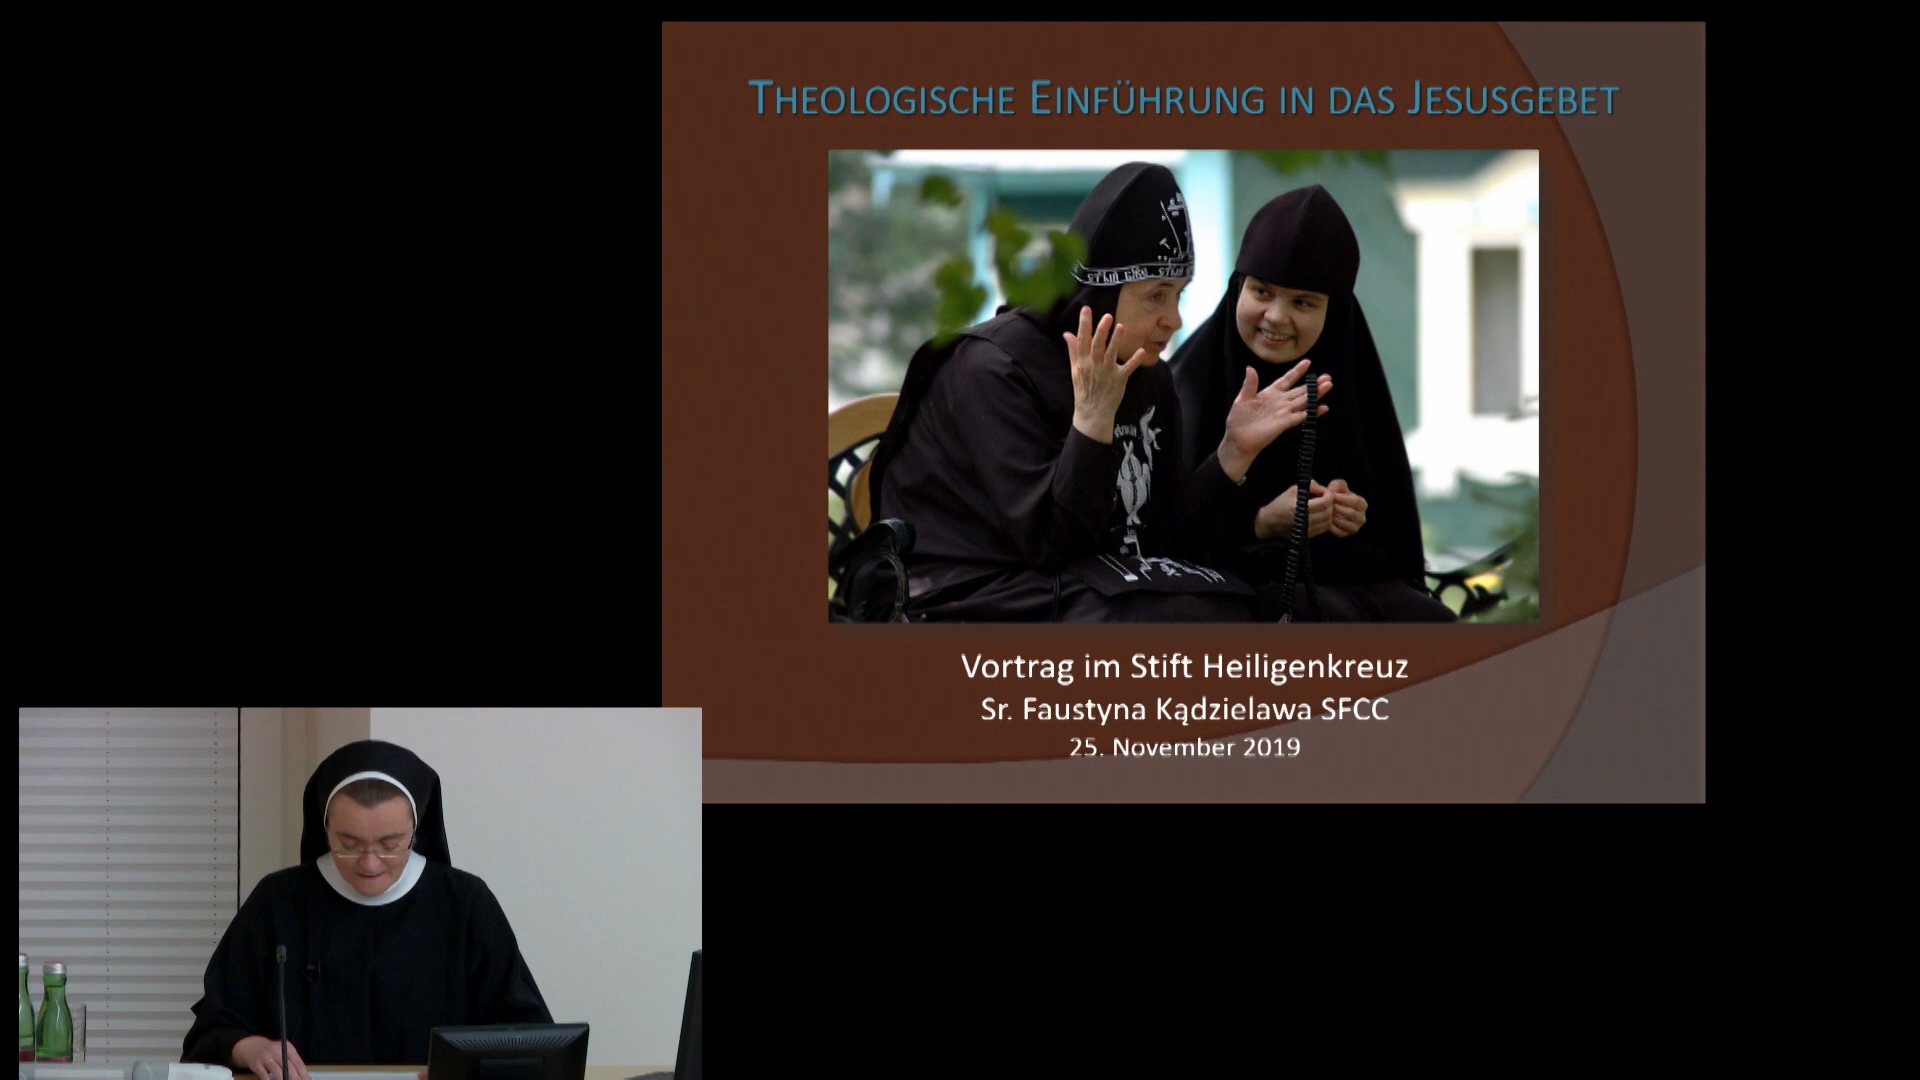 THEOLOGISCHE EINFÜHRUNG IN DAS JESUSGEBET
Vortrag im Stift Heiligenkreuz
Sr. Faustyna Kądzielawa SFCC
25. November 2019